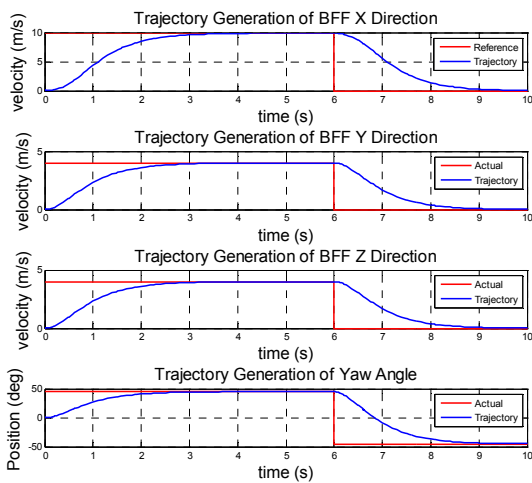 Trajectory Generation of BFF X Direction
velocity (m/s)
10
5
0
0 1 2 3 4 5 6 7 8 9 10
time (s)
Reference
Trajectory
Trajectory Generation of BFF Y Direction
velocity (m/s)
5
0
0 1 2 3 4 5 6 7 8 9 10
time (s)
Actual
Trajectory
Trajectory Generation of BFF Z Direction
velocity (m/s)
5
0
0 1 2 3 4 5 6 7 8 9 10
time (s)
Actual
Trajectory
Trajectory Generation of Yaw Angle
Position (deg)
50
0
-50
0 1 2 3 4 5 6 7 8 9 10
time (s)
Actual
Trajectory